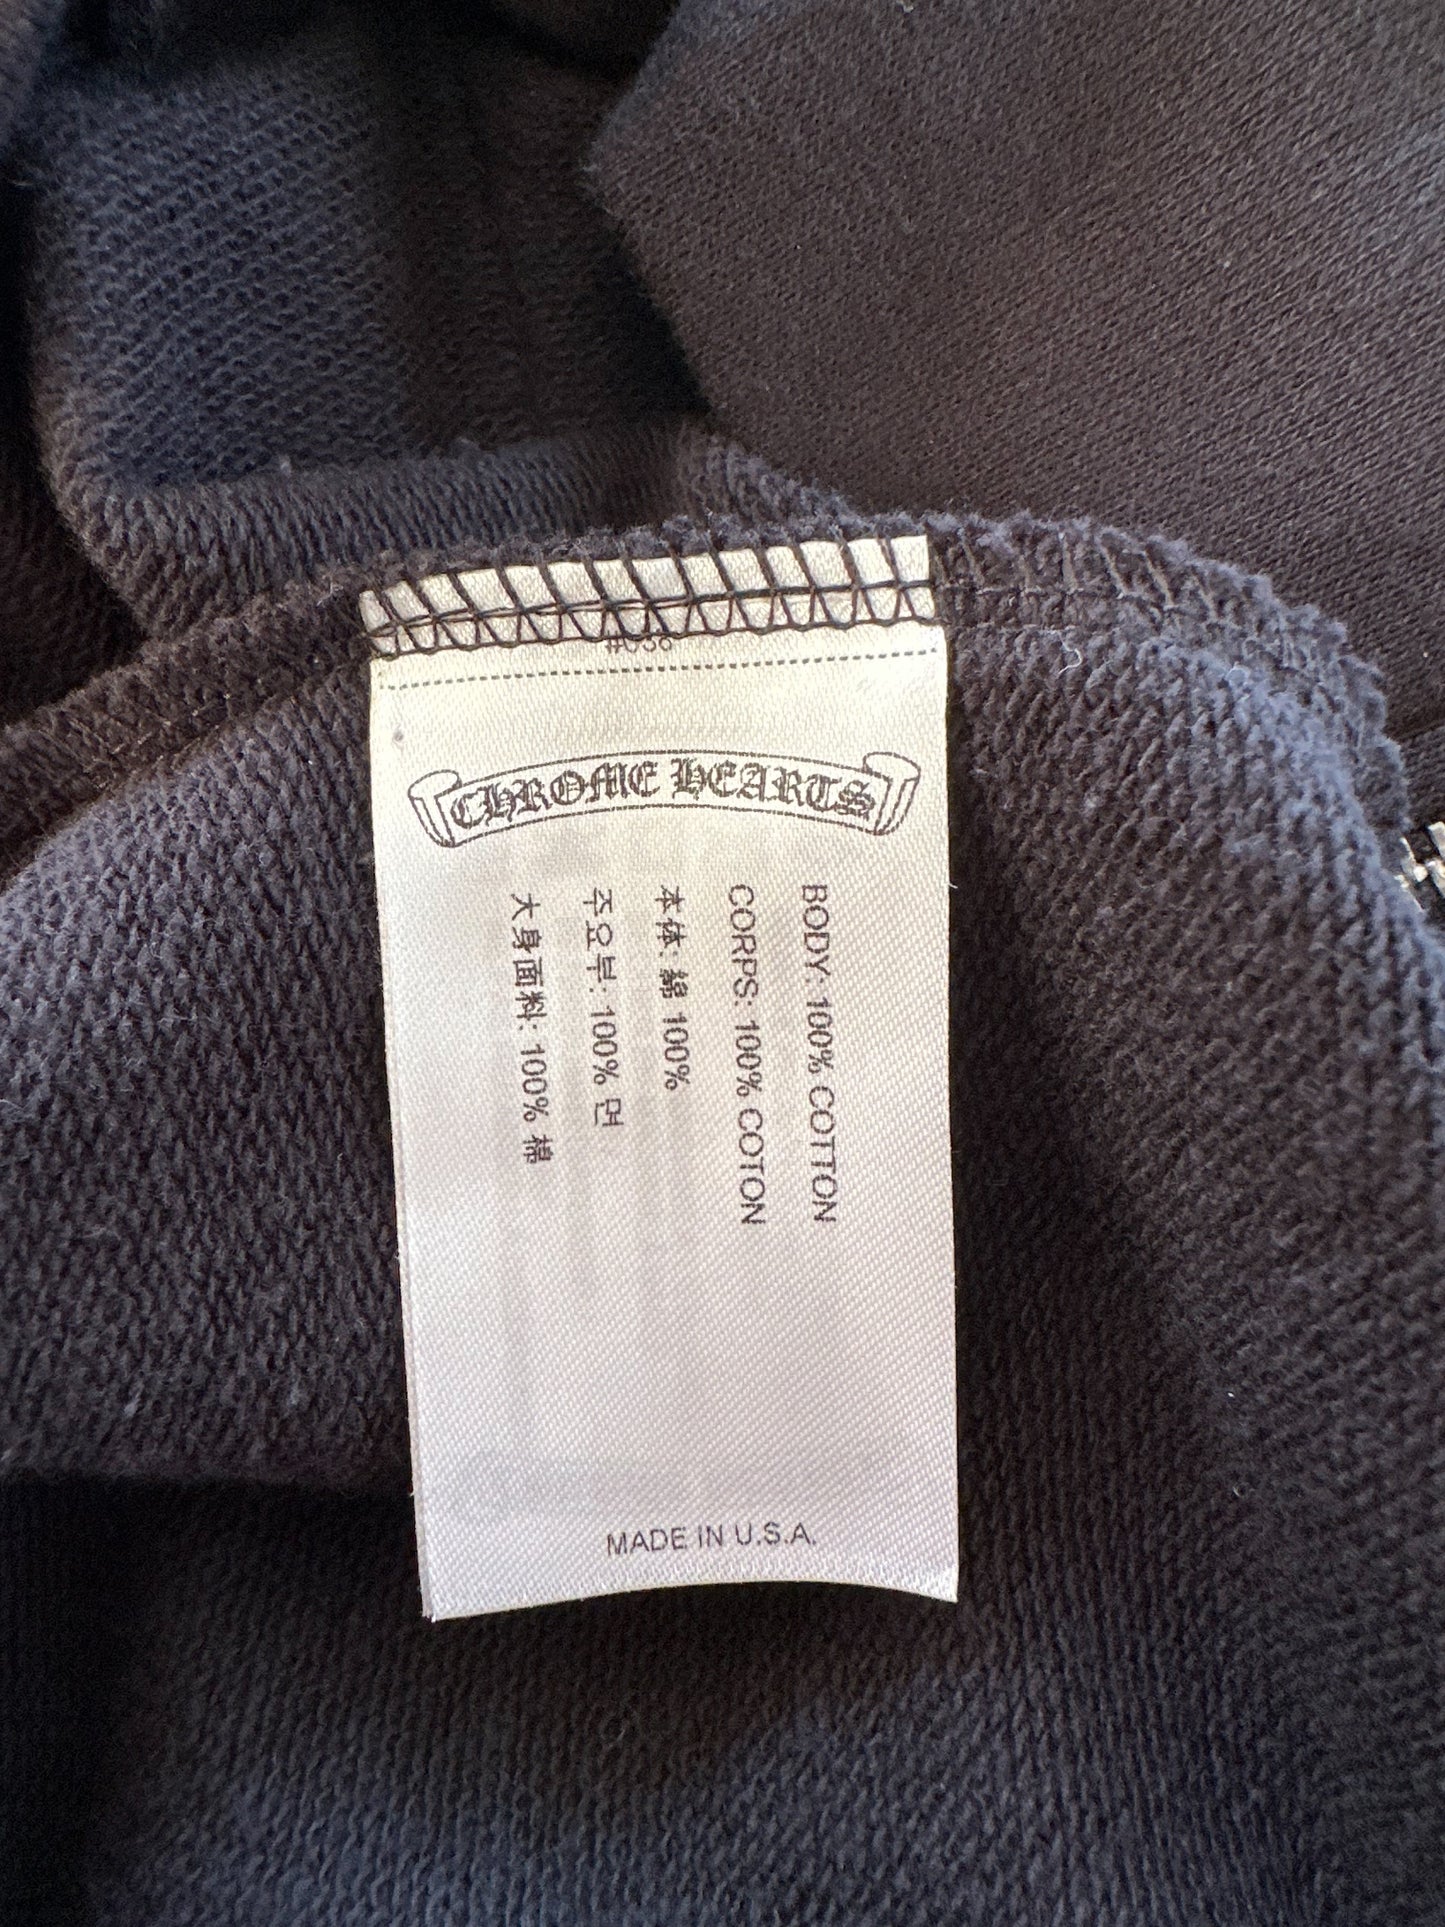 CHROME HEARTS
BODY: 100% COTTON
CORPS: 100% COTON
本体: 綿 100%
주요부: 100% 면
大身面料: 100% 棉
MADE IN U.S.A.